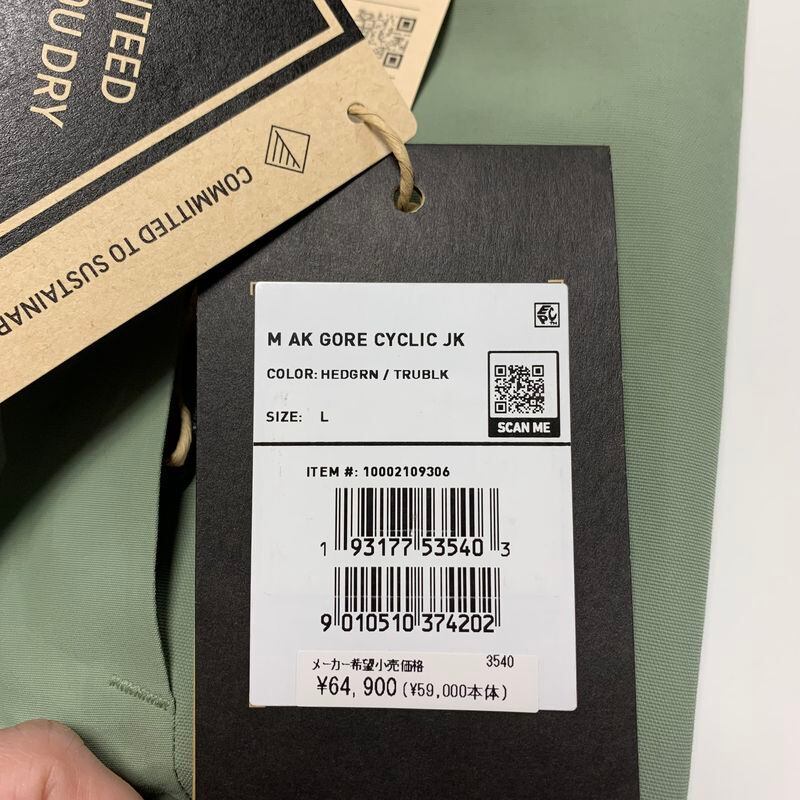 NTEED
OU DRY
COMMITTED TO SUSTAINAB
M AK GORE CYCLIC JK
COLOR: HEDGRN / TRUBLK
SIZE: L
SCAN ME
ITEM #: 10002109306
1 93177 53540 3
9 010510 374202
メーカー希望小売価格 3540
¥64,900 (¥59,000本体)